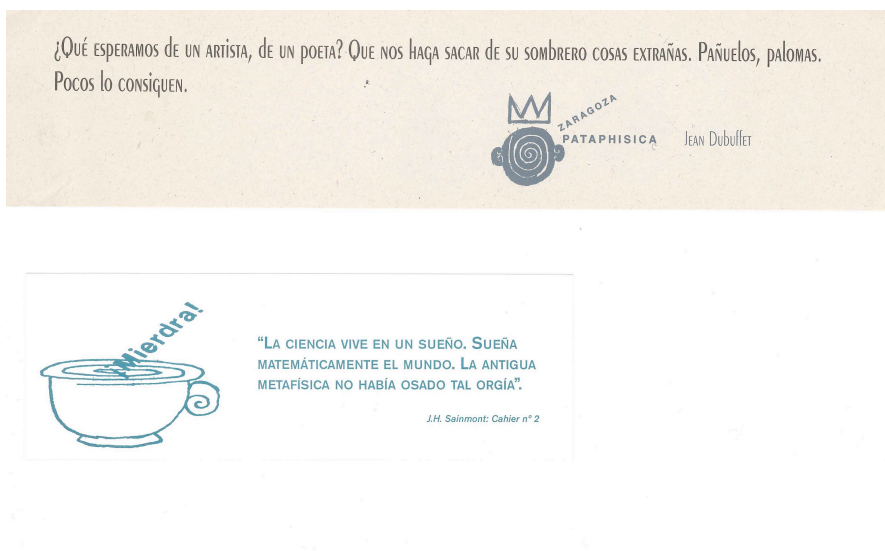 ¿Qué esperamos de un artista, de un poeta? Que nos haga sacar de su sombrero cosas extrañas. Pañuelos, palomas.
Pocos lo consiguen.
ZARAGOZA
PATAPHISICA
Jean Dubuffet
¡Mierdra!
“La ciencia vive en un sueño. Sueña
matemáticamente el mundo. La antigua
metafísica no había osado tal orgía”.
J.H. Sainmont: Cahier nº 2